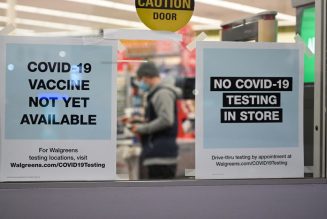 CAUTION
DOOR
COVID-19
VACCINE
NOT YET
AVAILABLE
For Walgreens
testing locations, visit
Walgreens.com/COVID19Testing
NO COVID-19
TESTING
IN STORE
Drive-thru testing by appointment at
Walgreens.com/COVID19Testing